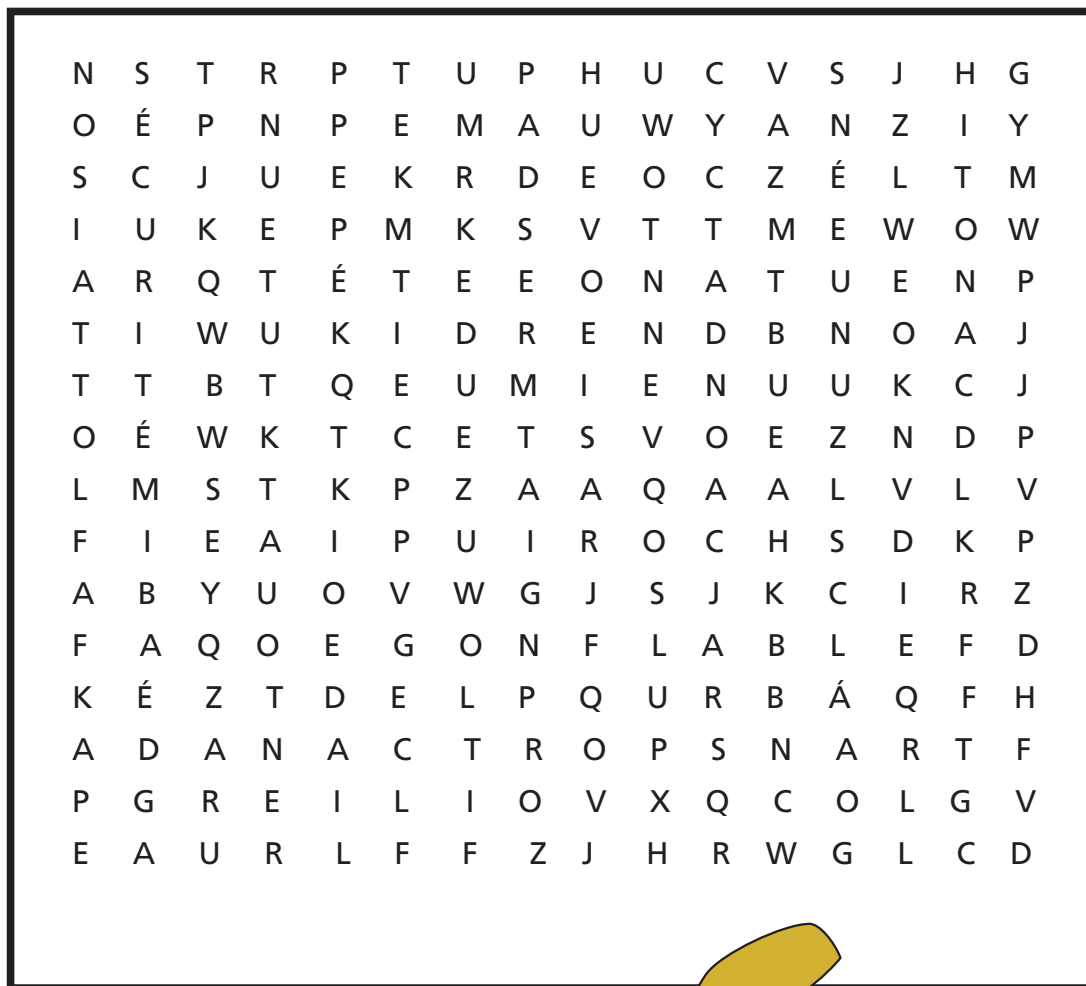 N S T R P T U P H U C V S J H G
O É P N P E M A U W Y A N Z I Y
S C J U E K R D E O C Z É L T M
I U K E P M K S V T T M E W O W
A R Q T É T E E O N A T U E N P
T I W U K I D R E N D B N O A J
T T B T Q E U M I E N U U K C J
O É W K T C E T S V O E Z N D P
L M S T K P Z A A Q A A L V L V
F I E A I P U I R O C H S D K P
A B Y U O V W G J S J K C I R Z
F A Q O E G O N F L A B L E F D
K É Z T D E L P Q U R B Á Q F H
A D A N A C T R O P S N A R T F
P G R E I L I O V X Q C O L G V
E A U R L F F Z J H R W G L C D